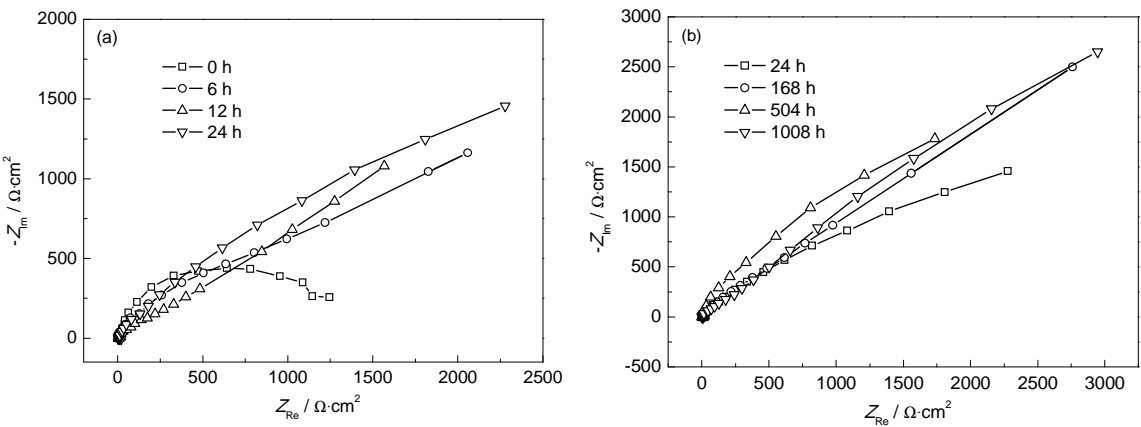 (a)
0 h
6 h
12 h
24 h
2000
1500
1000
500
0
-Z_Im / Ω·cm²
0 500 1000 1500 2000 2500
Z_Re / Ω·cm²
(b)
24 h
168 h
504 h
1008 h
3000
2500
2000
1500
1000
500
0
-500
-Z_Im / Ω·cm²
0 500 1000 1500 2000 2500 3000
Z_Re / Ω·cm²